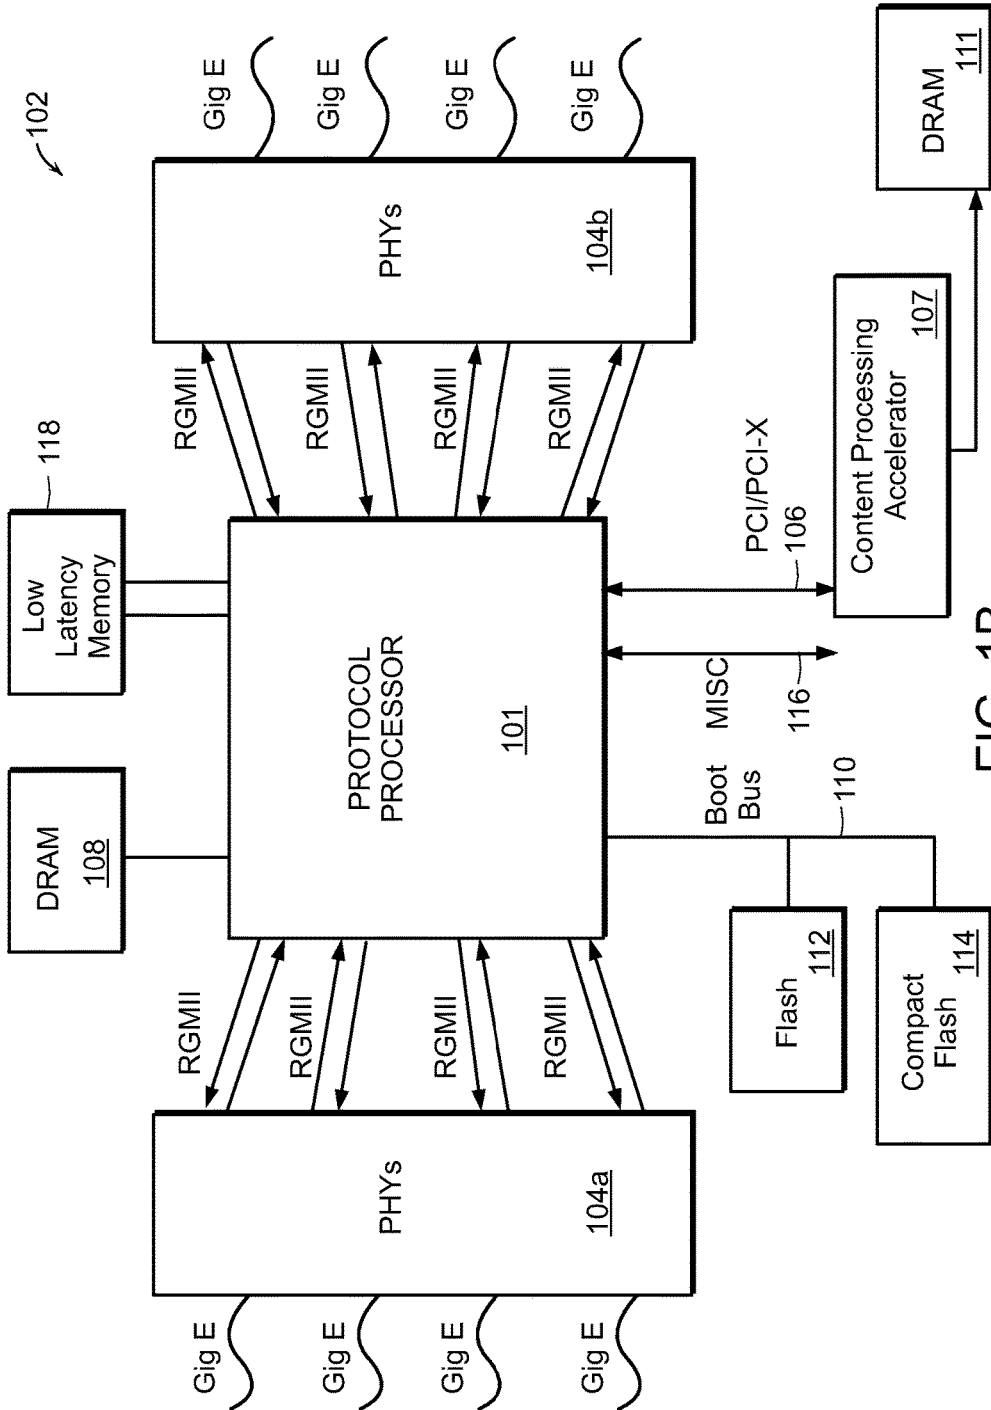 102
DRAM
108
Low
Latency
Memory
118
Gig E
Gig E
Gig E
Gig E
PHYs
104a
RGMII
RGMII
RGMII
RGMII
PROTOCOL
PROCESSOR
101
RGMII
RGMII
RGMII
RGMII
PHYs
104b
Gig E
Gig E
Gig E
Gig E
Boot
Bus
110
MISC
116
PCI/PCI-X
106
Flash
112
Compact
Flash
114
Content Processing
Accelerator
107
DRAM
111
FIG. 1B